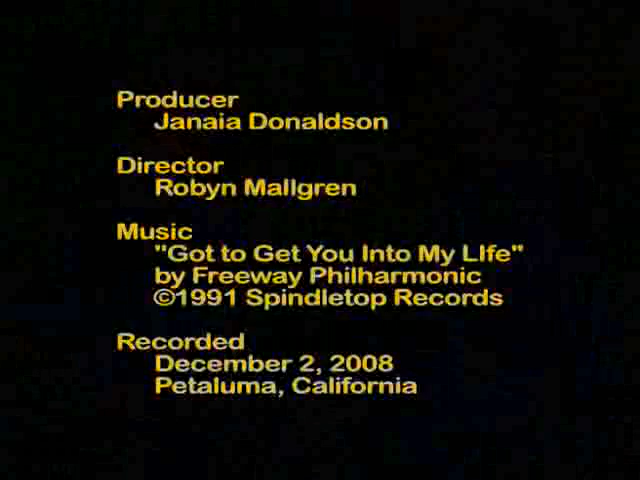 Producer
Janaia Donaldson
Director
Robyn Mallgren
Music
"Got to Get You Into My LIfe"
by Freeway Philharmonic
©1991 Spindletop Records
Recorded
December 2, 2008
Petaluma, California